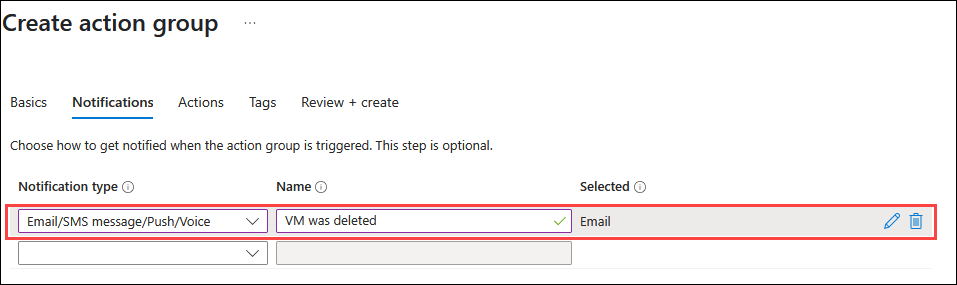 Create action group ...
Basics Notifications Actions Tags Review + create
Choose how to get notified when the action group is triggered. This step is optional.
Notification type Name Selected
Email/SMS message/Push/Voice VM was deleted Email